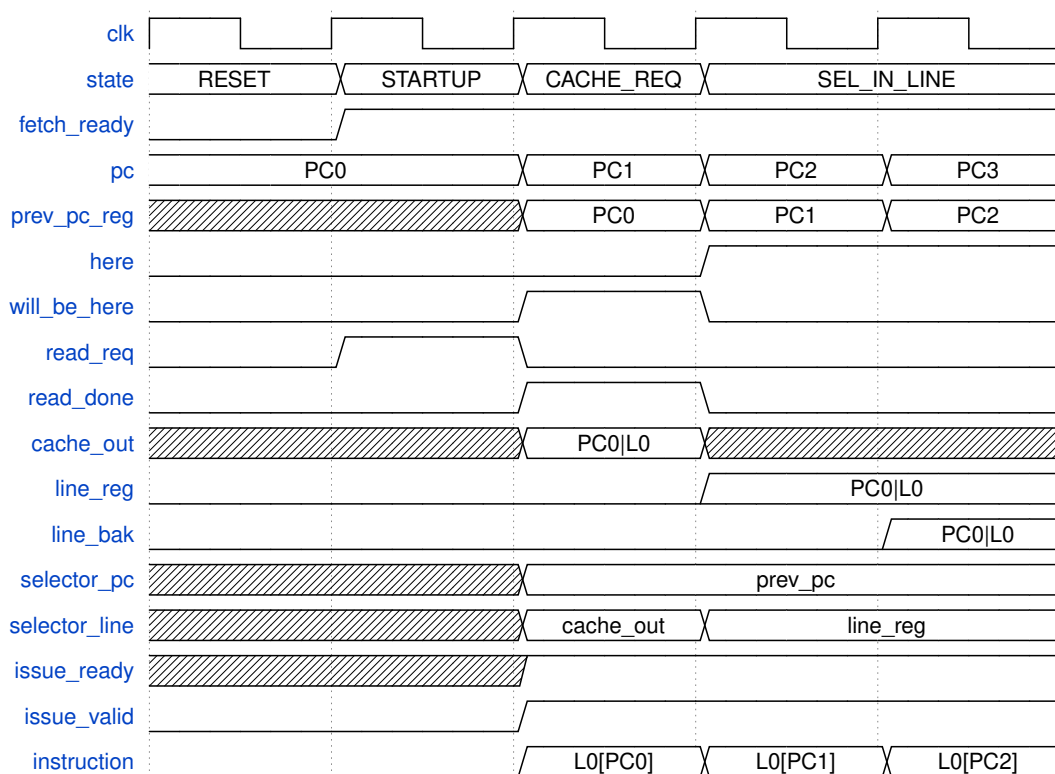 clk
state RESET STARTUP CACHE_REQ SEL_IN_LINE
fetch_ready
pc PC0 PC1 PC2 PC3
prev_pc_reg PC0 PC1 PC2
here
will_be_here
read_req
read_done
cache_out PC0|L0
line_reg PC0|L0
line_bak PC0|L0
selector_pc prev_pc
selector_line cache_out line_reg
issue_ready
issue_valid
instruction L0[PC0] L0[PC1] L0[PC2]